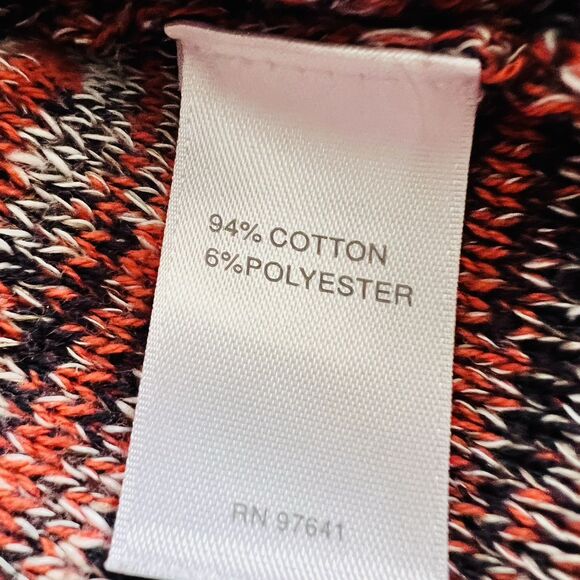 94% COTTON
6%POLYESTER
RN 97641